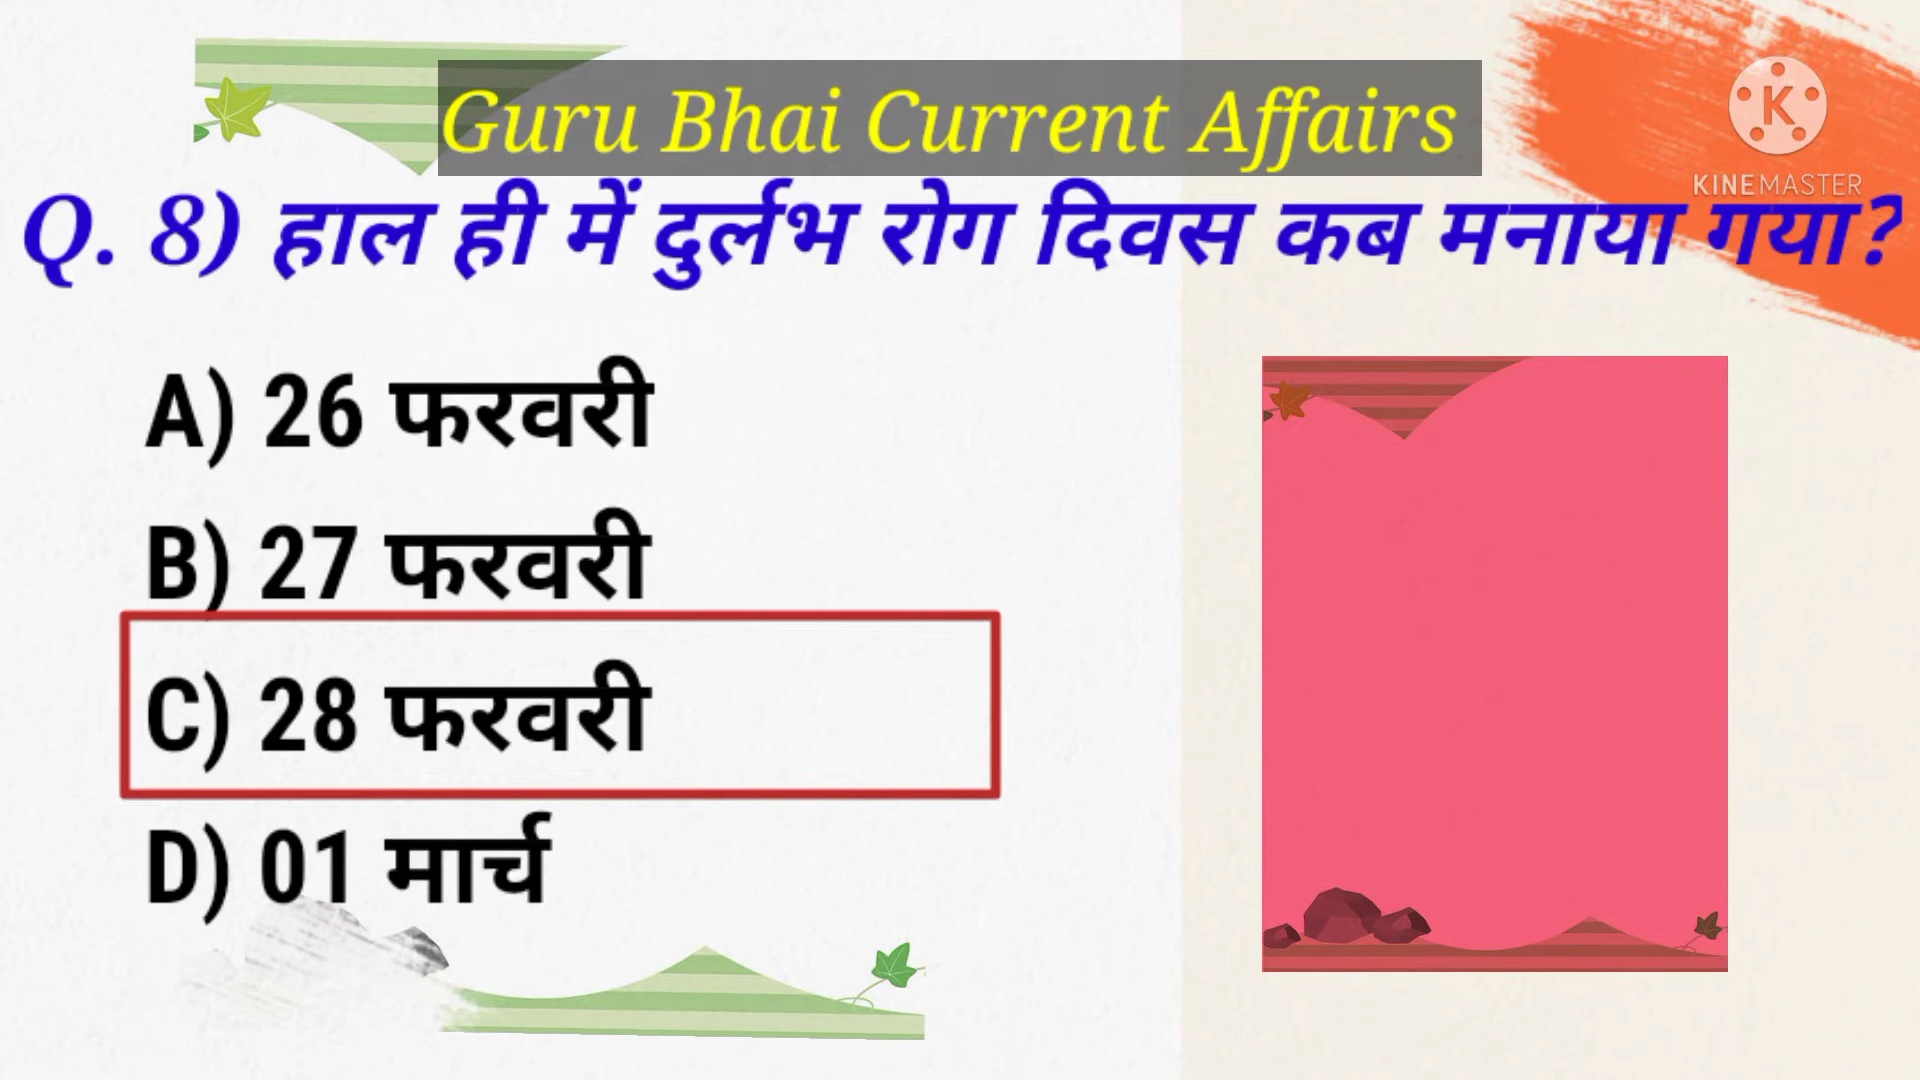 Guru Bhai Current Affairs
K
KINEMASTER
Q. 8) हाल ही में दुर्लभ रोग दिवस कब मनाया गया?
A) 26 फरवरी
B) 27 फरवरी
C) 28 फरवरी
D) 01 मार्च